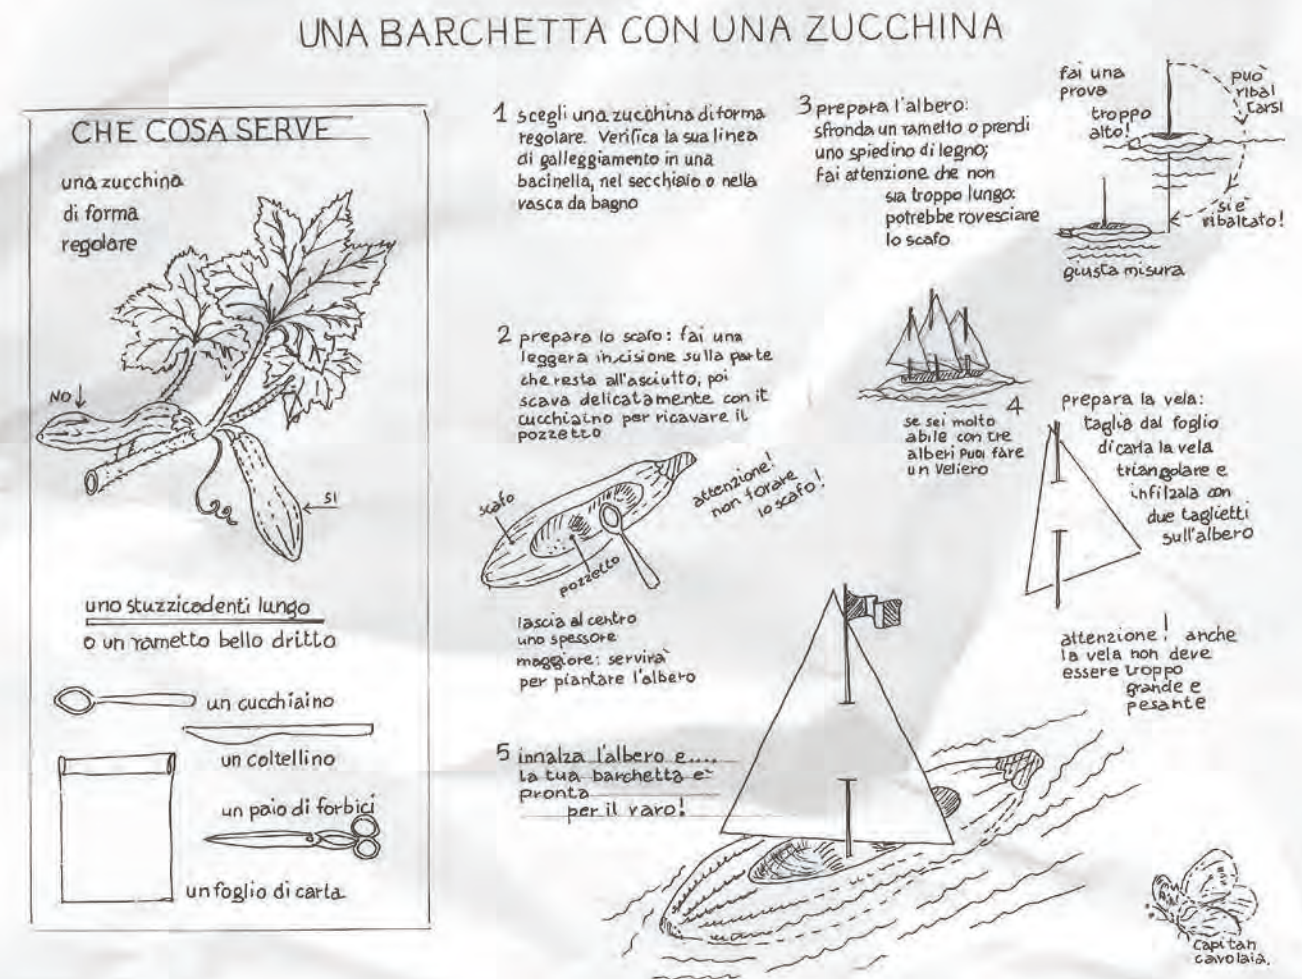 UNA BARCHETTA CON UNA ZUCCHINA
CHE COSA SERVE
una zucchina
di forma
regolare
NO
SI
uno stuzzicadenti lungo
o un rametto bello dritto
un cucchiaino
un coltellino
un paio di forbici
un foglio di carta
1 scegli una zucchina di forma
regolare. Verifica la sua linea
di galleggiamento in una
bacinella, nel secchiello o nella
vasca da bagno
2 prepara lo scafo: fai una
leggera incisione sulla parte
che resta all'asciutto, poi
scava delicatamente con il
cucchiaino per ricavare il
pozzetto
scafo
pozzetto
attenzione!
non forare
lo scafo!
lascia al centro
uno spessore
maggiore: servirà
per piantare l'albero
3 prepara l'albero:
sfronda un rametto o prendi
uno spiedino di legno;
fai attenzione che non
sia troppo lungo:
potrebbe rovesciare
lo scafo
fai una
prova
troppo
alto!
può
ribal
tarsi
si è
ribaltato!
giusta misura
se sei molto
abile con tre
alberi puoi fare
un veliero
4 prepara la vela:
taglia dal foglio
di carta la vela
triangolare e
infilzala con
due taglietti
sull'albero
attenzione! anche
la vela non deve
essere troppo
grande e
pesante
5 innalza l'albero e....
la tua barchetta è
pronta
per il varo!
Capitan
cavolaia.